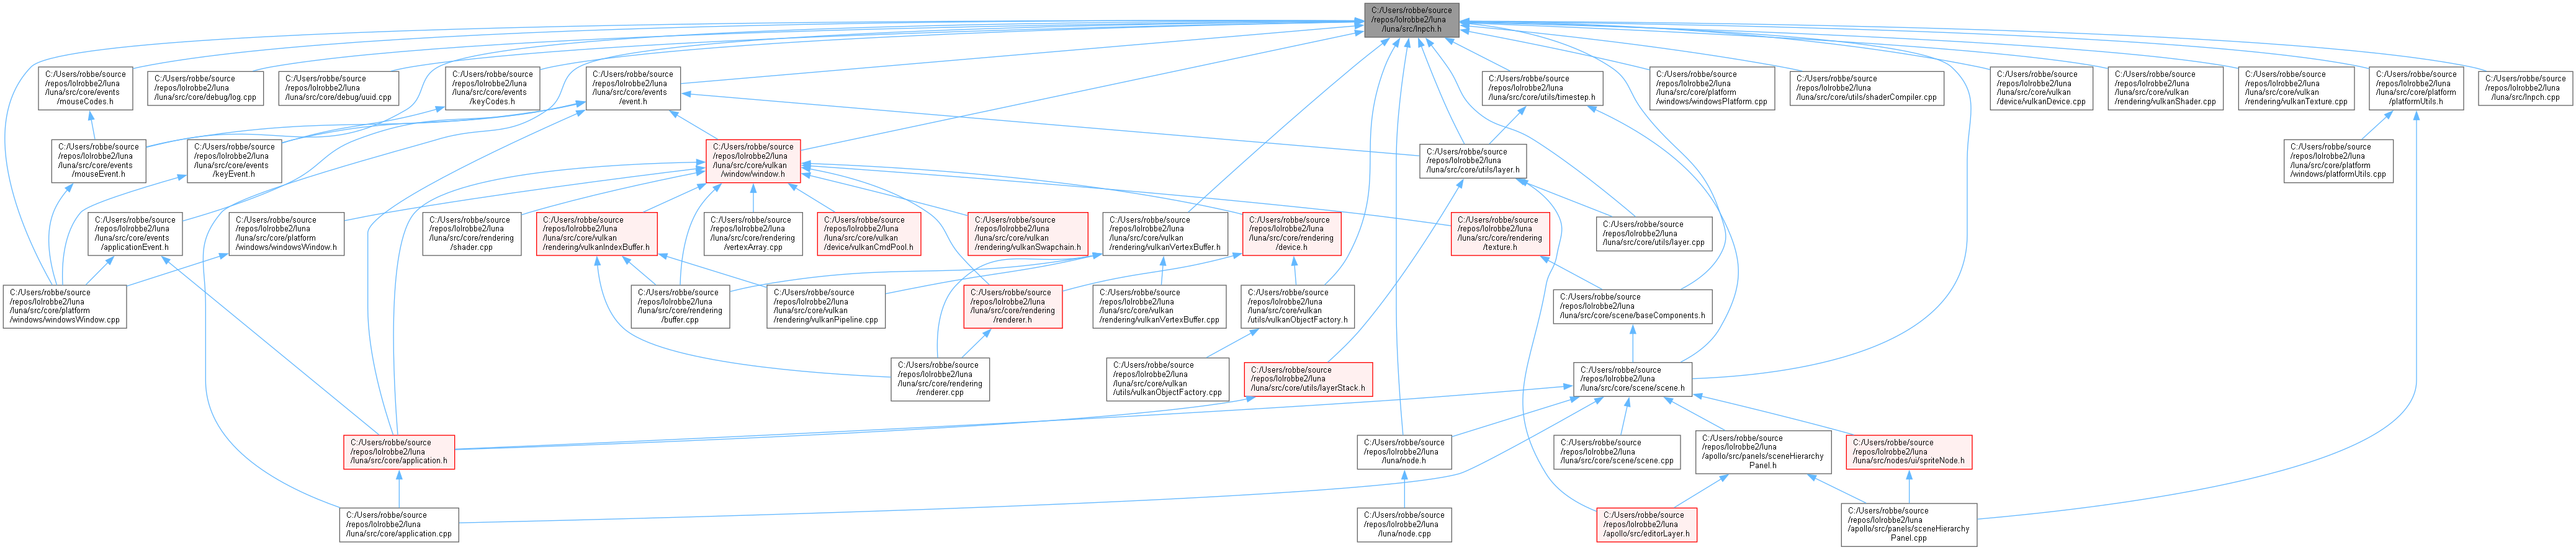 C:/Users/robbe/source
/repos/lolrobbe2/luna
/luna/src/lnpch.h
C:/Users/robbe/source
/repos/lolrobbe2/luna
/luna/src/core/events
/mouseCodes.h
C:/Users/robbe/source
/repos/lolrobbe2/luna
/luna/src/core/debug/log.cpp
C:/Users/robbe/source
/repos/lolrobbe2/luna
/luna/src/core/debug/uuid.cpp
C:/Users/robbe/source
/repos/lolrobbe2/luna
/luna/src/core/events
/keyCodes.h
C:/Users/robbe/source
/repos/lolrobbe2/luna
/luna/src/core/events
/event.h
C:/Users/robbe/source
/repos/lolrobbe2/luna
/luna/src/core/utils/timestep.h
C:/Users/robbe/source
/repos/lolrobbe2/luna
/luna/src/core/platform
/windows/windowsPlatform.cpp
C:/Users/robbe/source
/repos/lolrobbe2/luna
/luna/src/core/utils/shaderCompiler.cpp
C:/Users/robbe/source
/repos/lolrobbe2/luna
/luna/src/core/vulkan
/device/vulkanDevice.cpp
C:/Users/robbe/source
/repos/lolrobbe2/luna
/luna/src/core/vulkan
/rendering/vulkanShader.cpp
C:/Users/robbe/source
/repos/lolrobbe2/luna
/luna/src/core/vulkan
/rendering/vulkanTexture.cpp
C:/Users/robbe/source
/repos/lolrobbe2/luna
/luna/src/core/platform
/platformUtils.h
C:/Users/robbe/source
/repos/lolrobbe2/luna
/luna/src/lnpch.cpp
C:/Users/robbe/source
/repos/lolrobbe2/luna
/luna/src/core/events
/mouseEvent.h
C:/Users/robbe/source
/repos/lolrobbe2/luna
/luna/src/core/events
/keyEvent.h
C:/Users/robbe/source
/repos/lolrobbe2/luna
/luna/src/core/vulkan
/window/window.h
C:/Users/robbe/source
/repos/lolrobbe2/luna
/luna/src/core/utils/layer.h
C:/Users/robbe/source
/repos/lolrobbe2/luna
/luna/src/core/platform
/windows/platformUtils.cpp
C:/Users/robbe/source
/repos/lolrobbe2/luna
/luna/src/core/events
/applicationEvent.h
C:/Users/robbe/source
/repos/lolrobbe2/luna
/luna/src/core/platform
/windows/windowsWindow.h
C:/Users/robbe/source
/repos/lolrobbe2/luna
/luna/src/core/rendering
/shader.cpp
C:/Users/robbe/source
/repos/lolrobbe2/luna
/luna/src/core/vulkan
/rendering/vulkanIndexBuffer.h
C:/Users/robbe/source
/repos/lolrobbe2/luna
/luna/src/core/rendering
/vertexArray.cpp
C:/Users/robbe/source
/repos/lolrobbe2/luna
/luna/src/core/vulkan
/device/vulkanCmdPool.h
C:/Users/robbe/source
/repos/lolrobbe2/luna
/luna/src/core/vulkan
/rendering/vulkanSwapchain.h
C:/Users/robbe/source
/repos/lolrobbe2/luna
/luna/src/core/vulkan
/rendering/vulkanVertexBuffer.h
C:/Users/robbe/source
/repos/lolrobbe2/luna
/luna/src/core/rendering
/device.h
C:/Users/robbe/source
/repos/lolrobbe2/luna
/luna/src/core/rendering
/texture.h
C:/Users/robbe/source
/repos/lolrobbe2/luna
/luna/src/core/utils/layer.cpp
C:/Users/robbe/source
/repos/lolrobbe2/luna
/luna/src/core/platform
/windows/windowsWindow.cpp
C:/Users/robbe/source
/repos/lolrobbe2/luna
/luna/src/core/rendering
/buffer.cpp
C:/Users/robbe/source
/repos/lolrobbe2/luna
/luna/src/core/vulkan
/rendering/vulkanPipeline.cpp
C:/Users/robbe/source
/repos/lolrobbe2/luna
/luna/src/core/rendering
/renderer.h
C:/Users/robbe/source
/repos/lolrobbe2/luna
/luna/src/core/vulkan
/rendering/vulkanVertexBuffer.cpp
C:/Users/robbe/source
/repos/lolrobbe2/luna
/luna/src/core/vulkan
/utils/vulkanObjectFactory.h
C:/Users/robbe/source
/repos/lolrobbe2/luna
/luna/src/core/scene/baseComponents.h
C:/Users/robbe/source
/repos/lolrobbe2/luna
/luna/src/core/rendering
/renderer.cpp
C:/Users/robbe/source
/repos/lolrobbe2/luna
/luna/src/core/vulkan
/utils/vulkanObjectFactory.cpp
C:/Users/robbe/source
/repos/lolrobbe2/luna
/luna/src/core/utils/layerStack.h
C:/Users/robbe/source
/repos/lolrobbe2/luna
/luna/src/core/scene/scene.h
C:/Users/robbe/source
/repos/lolrobbe2/luna
/luna/src/core/application.h
C:/Users/robbe/source
/repos/lolrobbe2/luna
/luna/node.h
C:/Users/robbe/source
/repos/lolrobbe2/luna
/luna/src/core/scene/scene.cpp
C:/Users/robbe/source
/repos/lolrobbe2/luna
/apollo/src/panels/sceneHierarchy
Panel.h
C:/Users/robbe/source
/repos/lolrobbe2/luna
/luna/src/nodes/ui/spriteNode.h
C:/Users/robbe/source
/repos/lolrobbe2/luna
/luna/src/core/application.cpp
C:/Users/robbe/source
/repos/lolrobbe2/luna
/luna/node.cpp
C:/Users/robbe/source
/repos/lolrobbe2/luna
/apollo/src/editorLayer.h
C:/Users/robbe/source
/repos/lolrobbe2/luna
/apollo/src/panels/sceneHierarchy
Panel.cpp